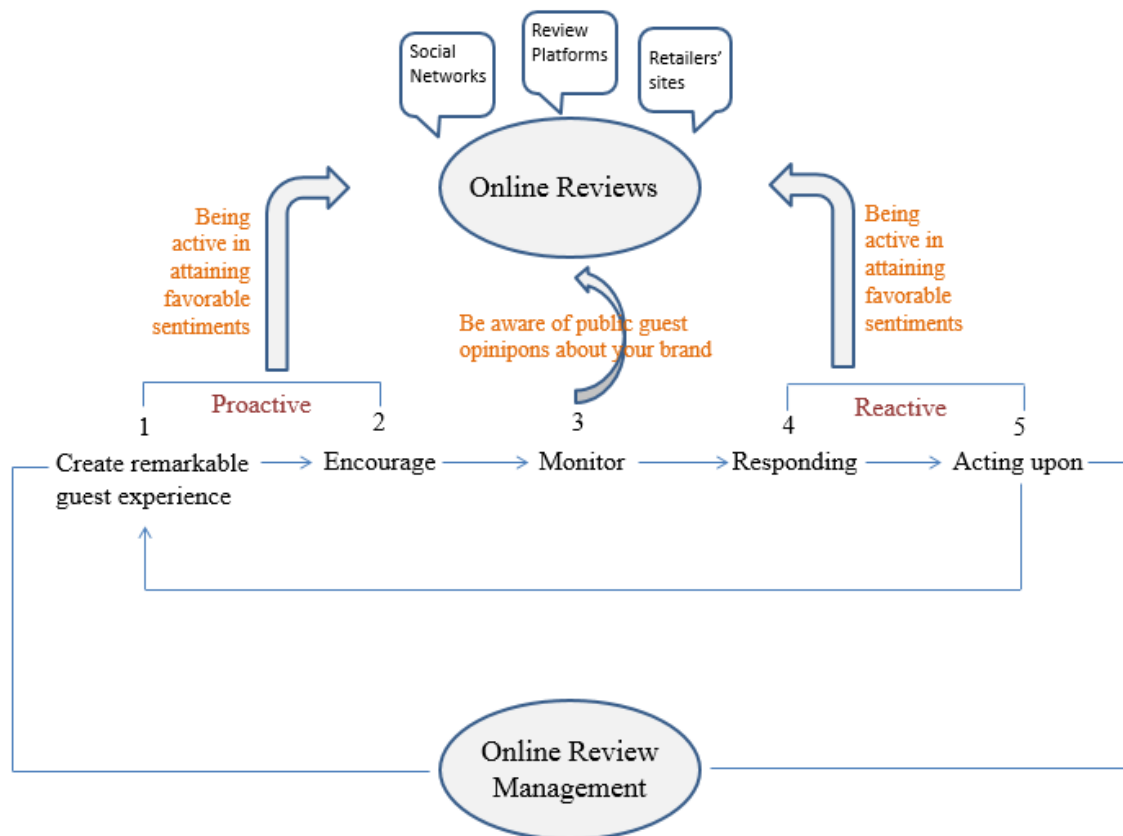 Social
Networks
Review
Platforms
Retailers'
sites
Online Reviews
Being
active in
attaining
favorable
sentiments
Be aware of public guest
opinipons about your brand
Being
active in
attaining
favorable
sentiments
Proactive
Reactive
1
2
3
4
5
Create remarkable
guest experience
Encourage
Monitor
Responding
Acting upon
Online Review
Management